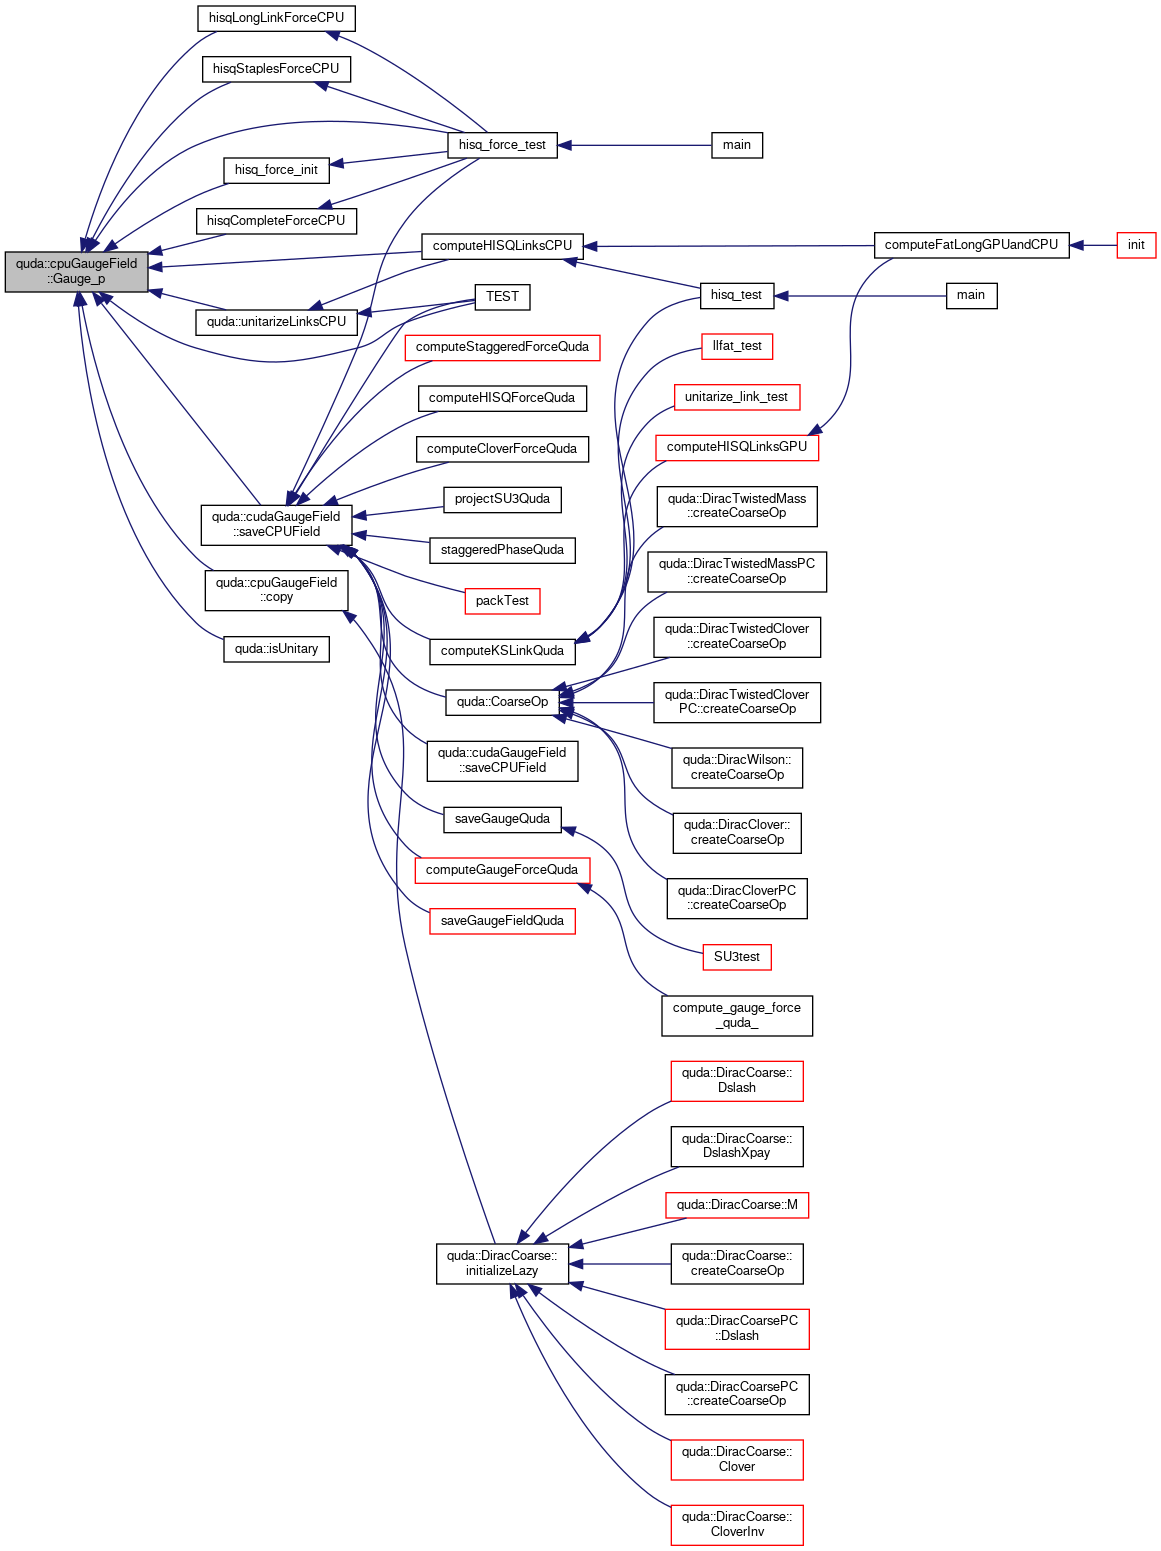 hisqLongLinkForceCPU
hisqStaplesForceCPU
hisq_force_test
main
hisq_force_init
hisqCompleteForceCPU
computeHISQLinksCPU
computeFatLongGPUandCPU
init
quda::cpuGaugeField
::Gauge_p
hisq_test
main
TEST
quda::unitarizeLinksCPU
computeStaggeredForceQuda
llfat_test
computeHISQForceQuda
unitarize_link_test
computeCloverForceQuda
computeHISQLinksGPU
projectSU3Quda
quda::DiracTwistedMass
::createCoarseOp
quda::cudaGaugeField
::saveCPUField
staggeredPhaseQuda
quda::DiracTwistedMassPC
::createCoarseOp
quda::cpuGaugeField
::copy
packTest
quda::DiracTwistedClover
::createCoarseOp
quda::isUnitary
computeKSLinkQuda
quda::CoarseOp
quda::DiracTwistedClover
PC::createCoarseOp
quda::cudaGaugeField
::saveCPUField
quda::DiracWilson::
createCoarseOp
saveGaugeQuda
quda::DiracClover::
createCoarseOp
computeGaugeForceQuda
quda::DiracCloverPC
::createCoarseOp
saveGaugeFieldQuda
SU3test
compute_gauge_force
_quda_
quda::DiracCoarse::
Dslash
quda::DiracCoarse::
DslashXpay
quda::DiracCoarse::M
quda::DiracCoarse::
initializeLazy
quda::DiracCoarse::
createCoarseOp
quda::DiracCoarsePC
::Dslash
quda::DiracCoarsePC
::createCoarseOp
quda::DiracCoarse::
Clover
quda::DiracCoarse::
CloverInv